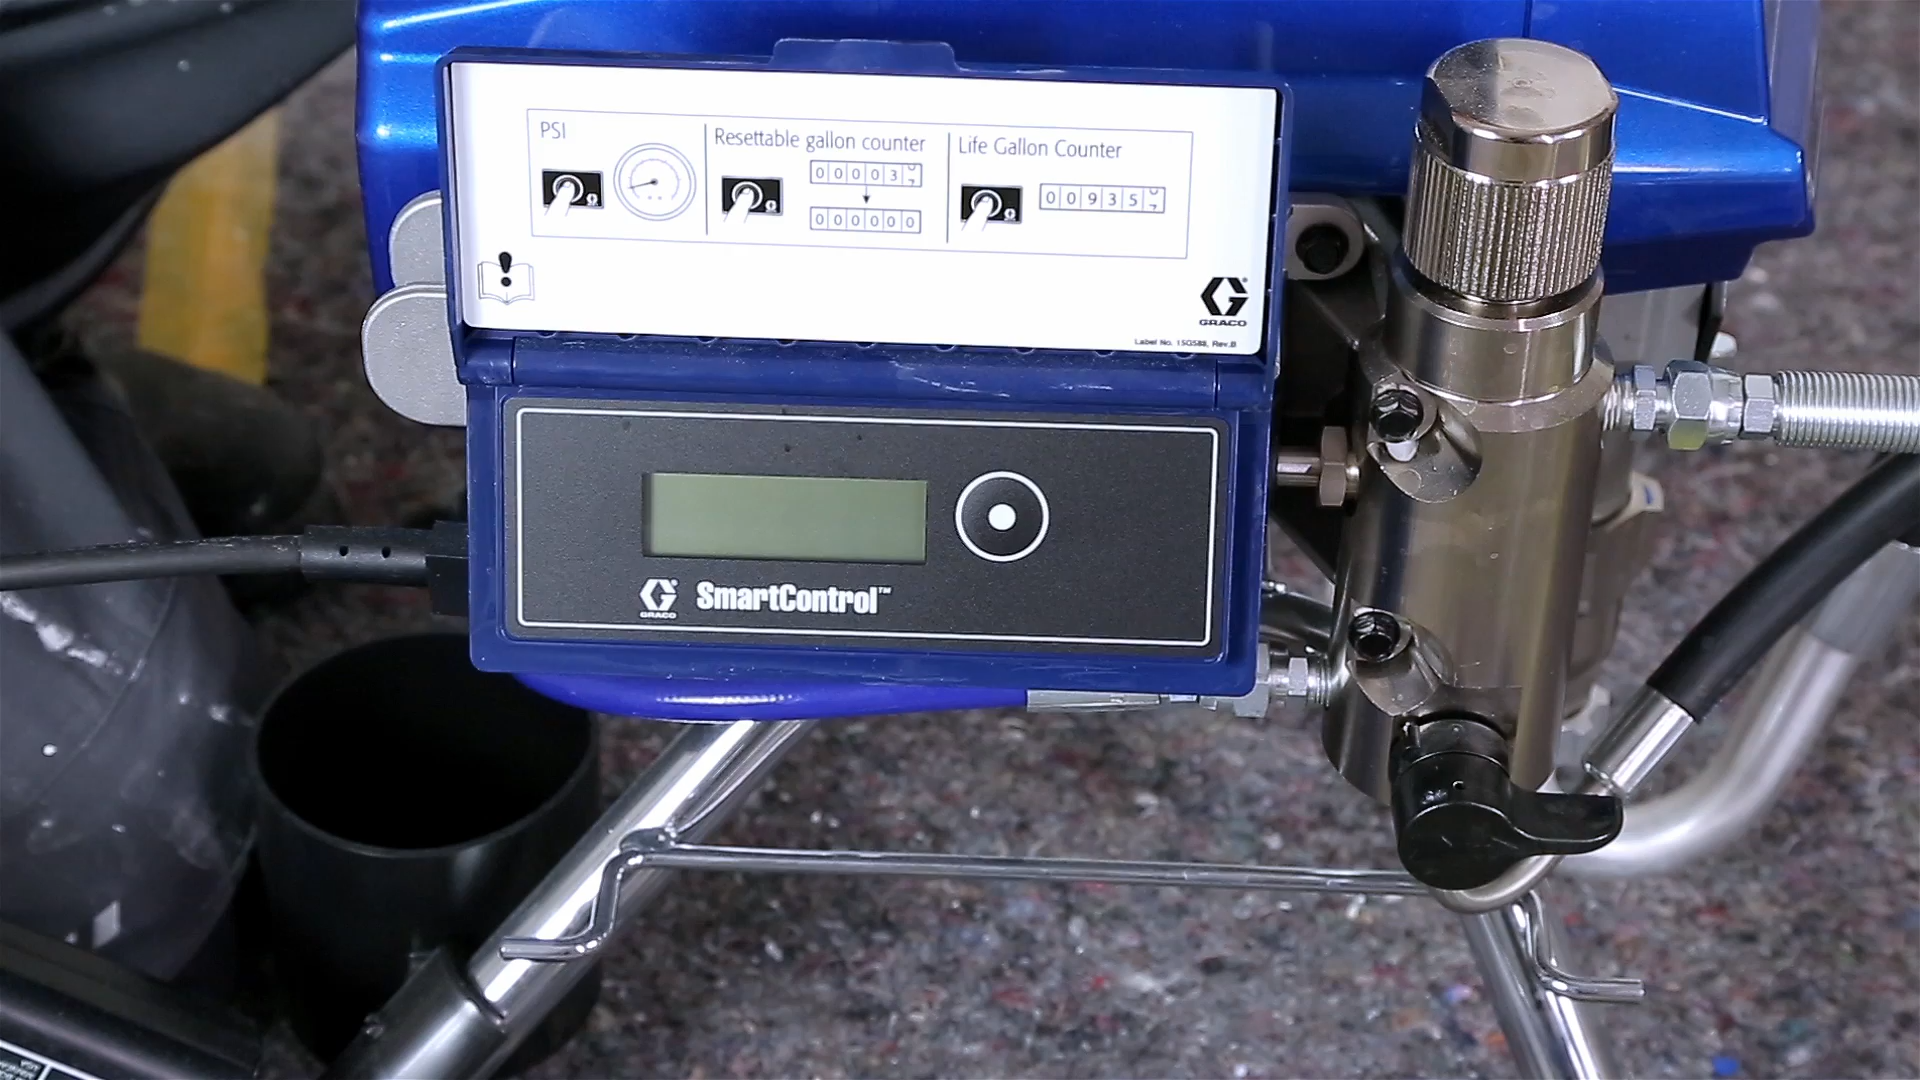 PSI
Resettable gallon counter
Life Gallon Counter
0 0 0 0 3
0 0 0 0 0 0
0 0 9 3 5
GRACO
Label No. 15G588, Rev.B
SmartControl™
GRACO